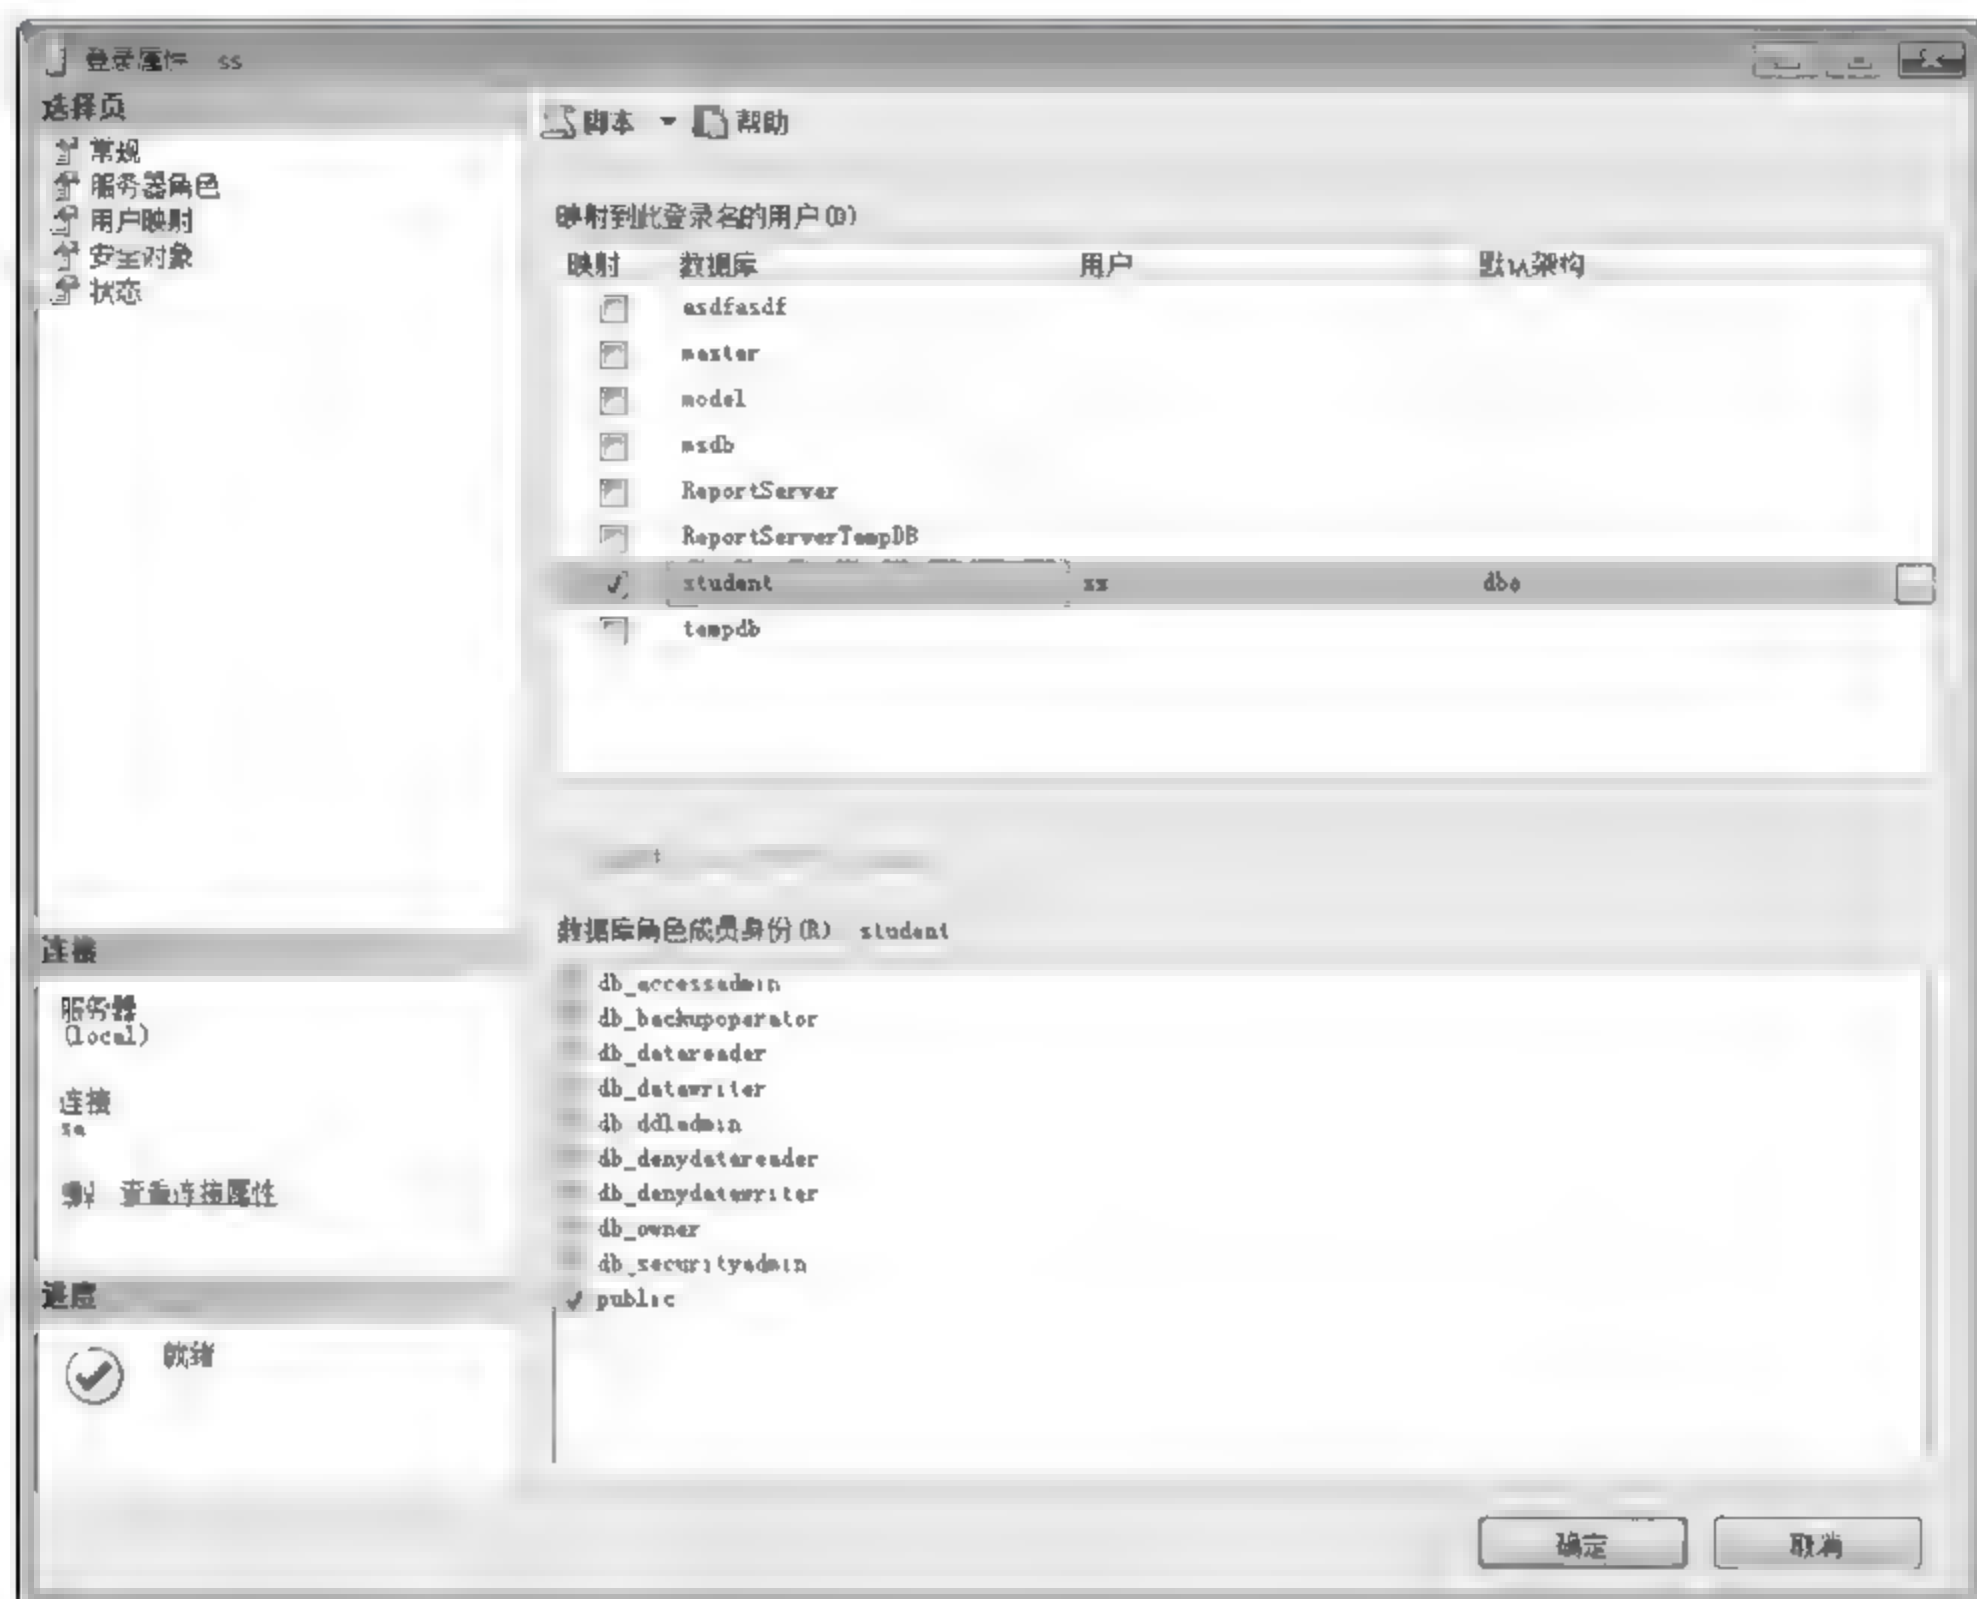 登录属性 ss
选择页
常规
服务器角色
用户映射
安全对象
状态
脚本 帮助
映射到此登录名的用户(D)
映射 数据库 用户 默认架构
asdfasdf
master
model
msdb
ReportServer
ReportServerTempDB
student ss dbo
tempdb
数据库角色成员身份(R) student
db_accessadmin
db_backupoperator
db_datareader
db_datawriter
db_ddladmin
db_denydatareader
db_denydatawriter
db_owner
db_securityadmin
public
连接
服务器
(local)
连接
sa
查看连接属性
进度
就绪
确定 取消